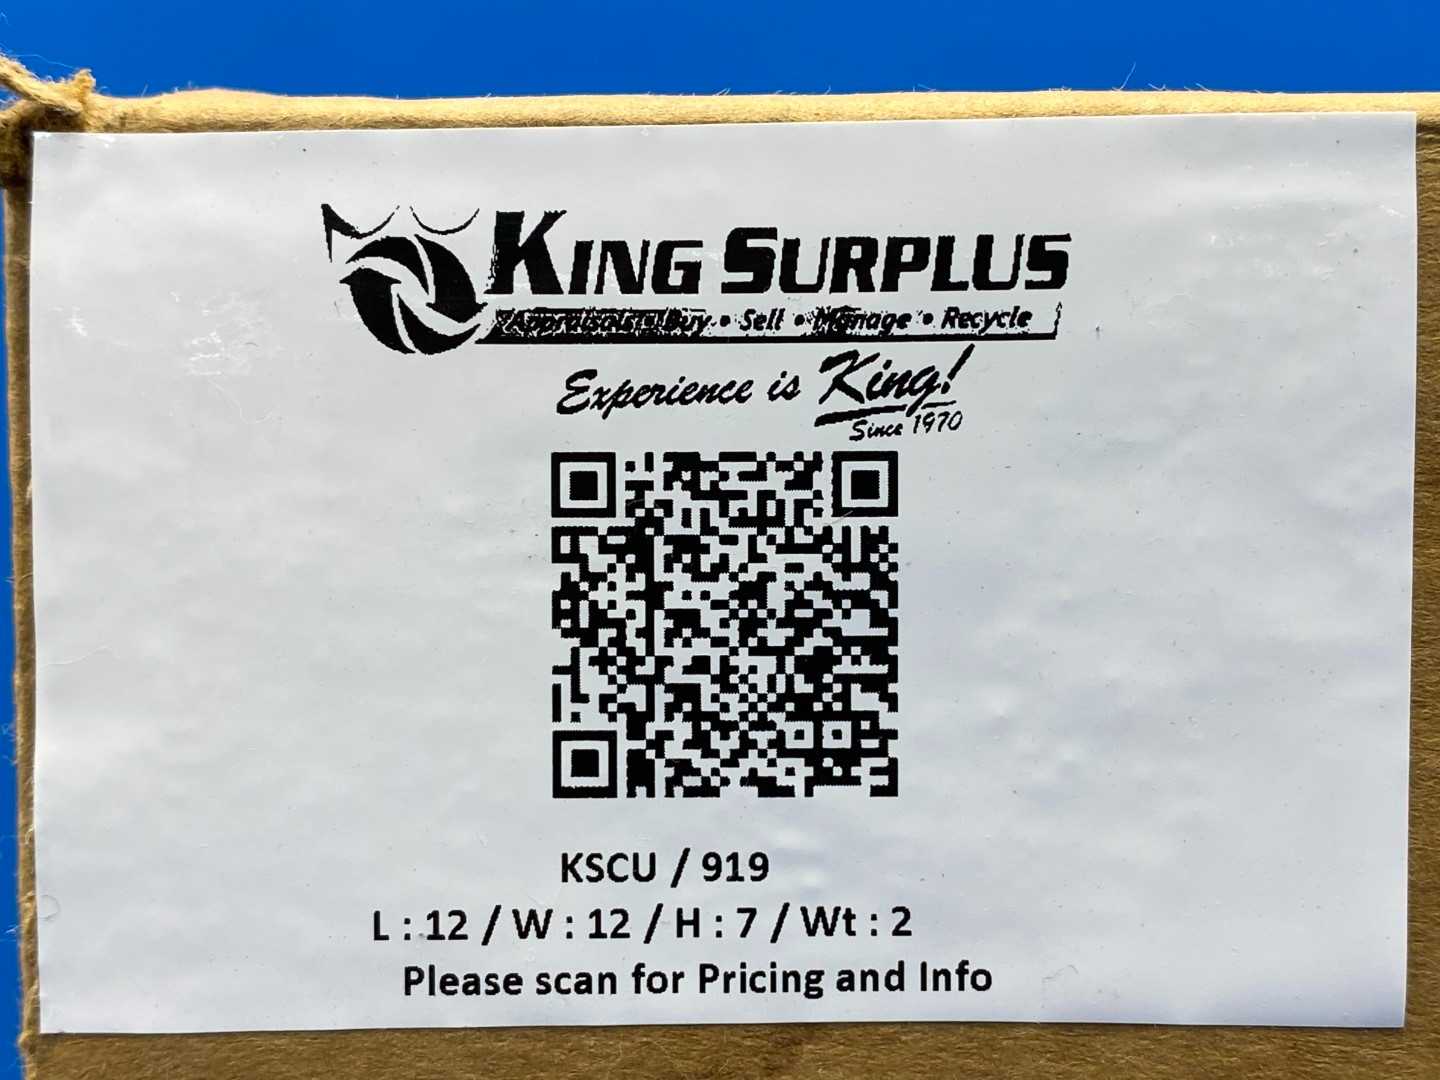 KING SURPLUS
Appraisals • Buy • Sell • Manage • Recycle
Experience is King!
Since 1970
KSCU / 919
L : 12 / W : 12 / H : 7 / Wt : 2
Please scan for Pricing and Info